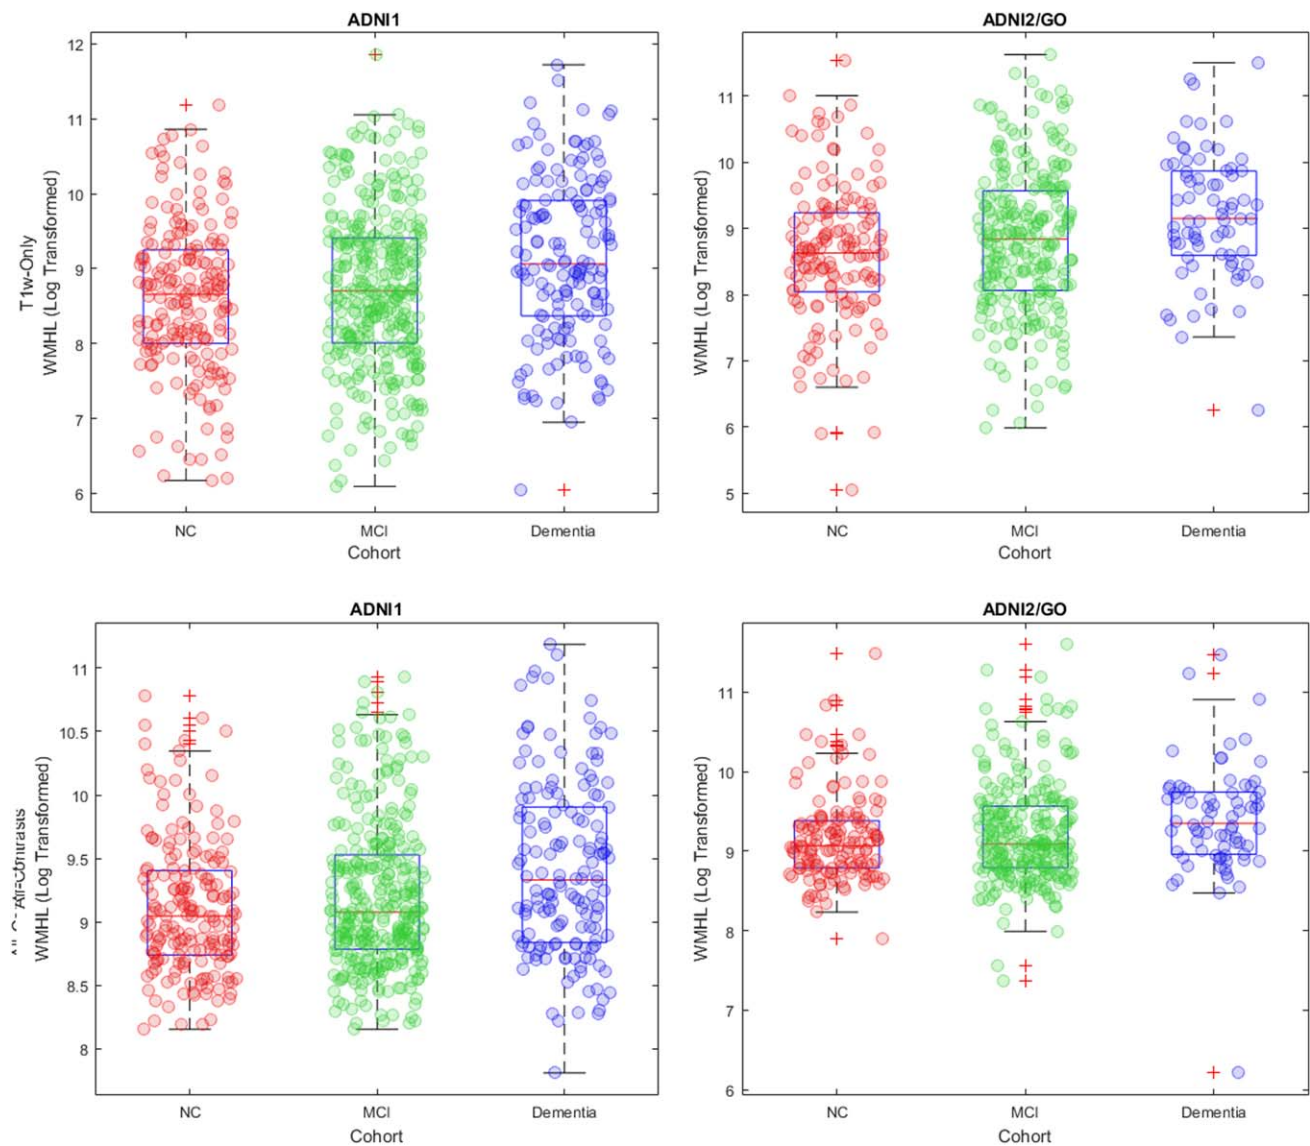 ADNI1
12
11
10
9
8
7
6
T1w-Only
WMHL (Log Transformed)
NC
MCI
Dementia
Cohort
ADNI2/GO
11
10
9
8
7
6
5
WMHL (Log Transformed)
NC
MCI
Dementia
Cohort
ADNI1
11
10.5
10
9.5
9
8.5
8
WMHL (Log Transformed)
NC
MCI
Dementia
Cohort
ADNI2/GO
11
10
9
8
7
6
WMHL (Log Transformed)
NC
MCI
Dementia
Cohort